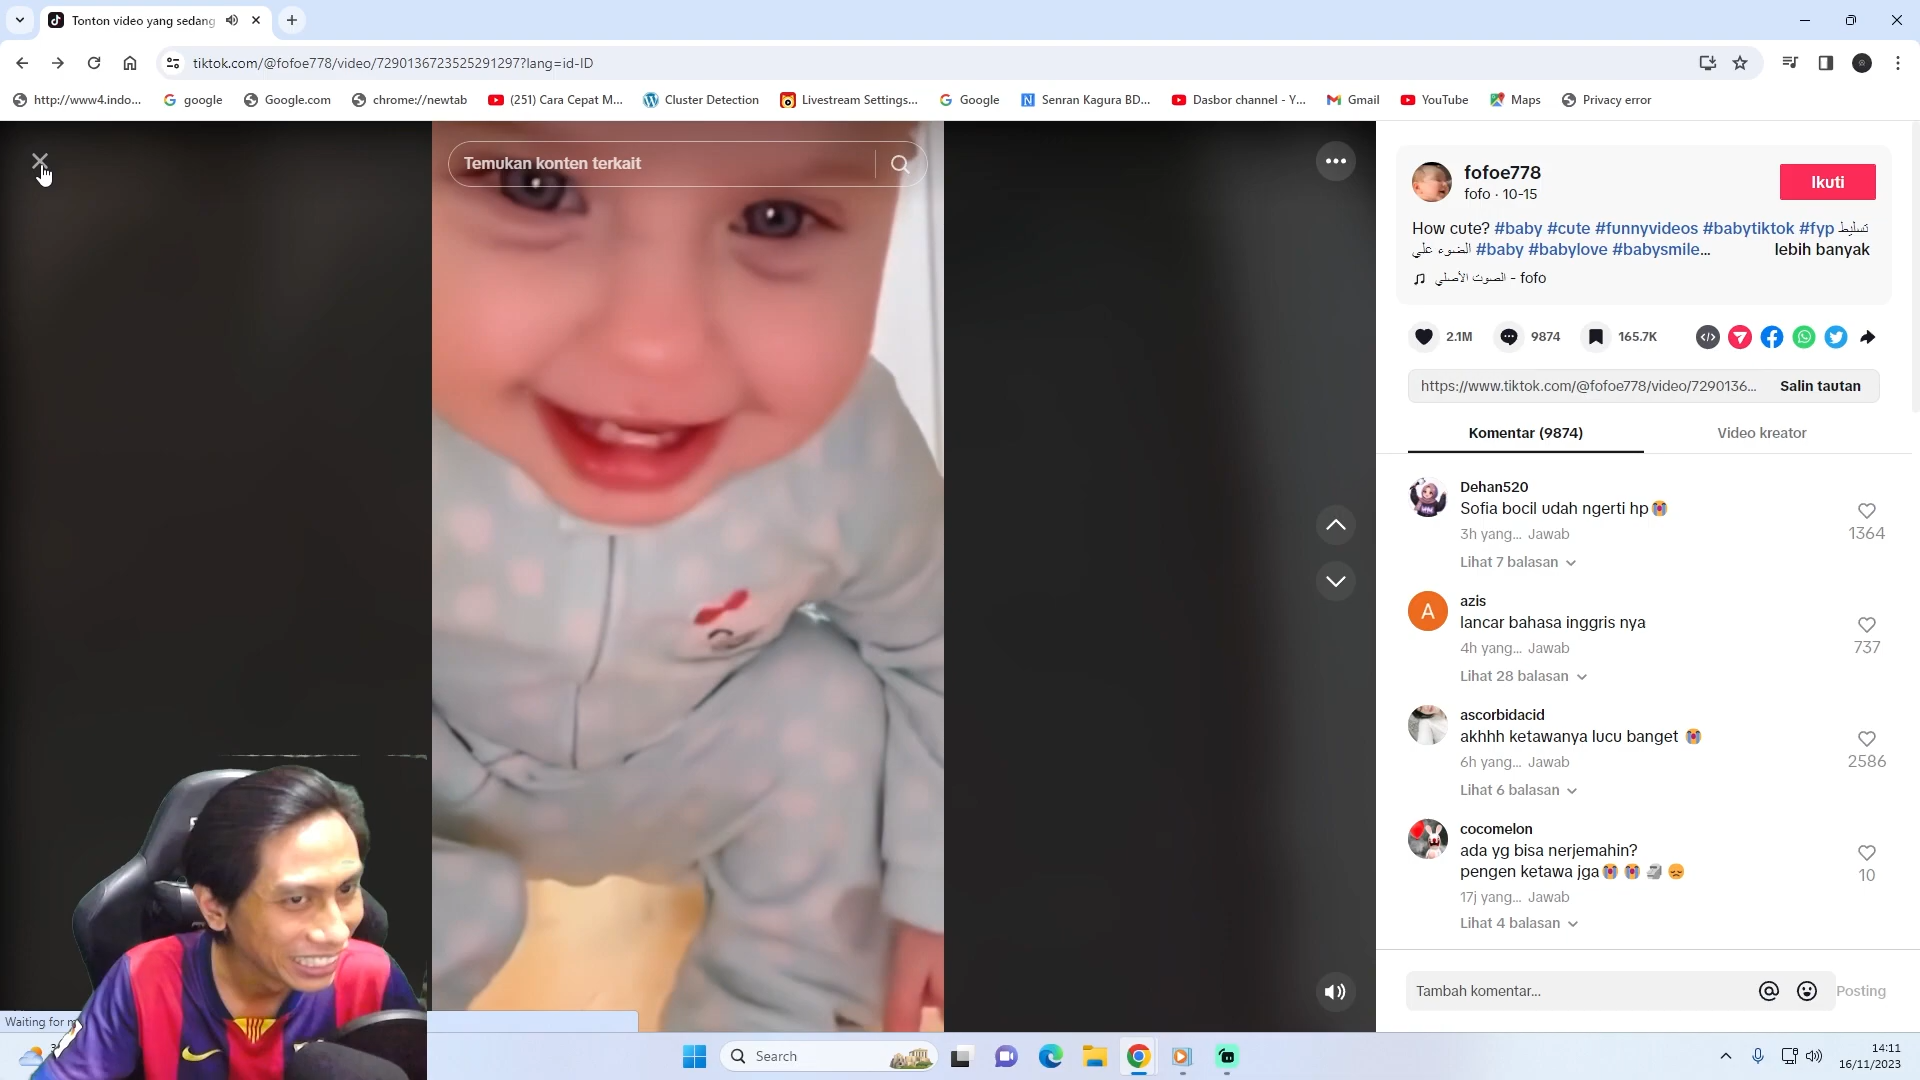 Tonton video yang sedang
tiktok.com/@fofoe778/video/7290136723525291297?lang=id-ID
http://www4.indo...
google
Google.com
chrome://newtab
(251) Cara Cepat M...
Cluster Detection
Livestream Settings...
Google
Senran Kagura BD...
Dasbor channel - Y...
Gmail
YouTube
Maps
Privacy error
Temukan konten terkait
fofoe778
fofo · 10-15
Ikuti
How cute? #baby #cute #funnyvideos #babytiktok #fyp تسليط
الضوء علي #baby #babylove #babysmile...
lebih banyak
الصوت الأصلي - fofo
2.1M
9874
165.7K
https://www.tiktok.com/@fofoe778/video/7290136...
Salin tautan
Komentar (9874)
Video kreator
Dehan520
Sofia bocil udah ngerti hp😭
3h yang... Jawab
1364
Lihat 7 balasan
azis
A
lancar bahasa inggris nya
4h yang... Jawab
737
Lihat 28 balasan
ascorbidacid
akhhh ketawanya lucu banget 😭
6h yang... Jawab
2586
Lihat 6 balasan
cocomelon
ada yg bisa nerjemahin?
pengen ketawa jga😭 😭 🗿 😞
17j yang... Jawab
10
Lihat 4 balasan
Tambah komentar...
Posting
Waiting for
Search
14:11
16/11/2023